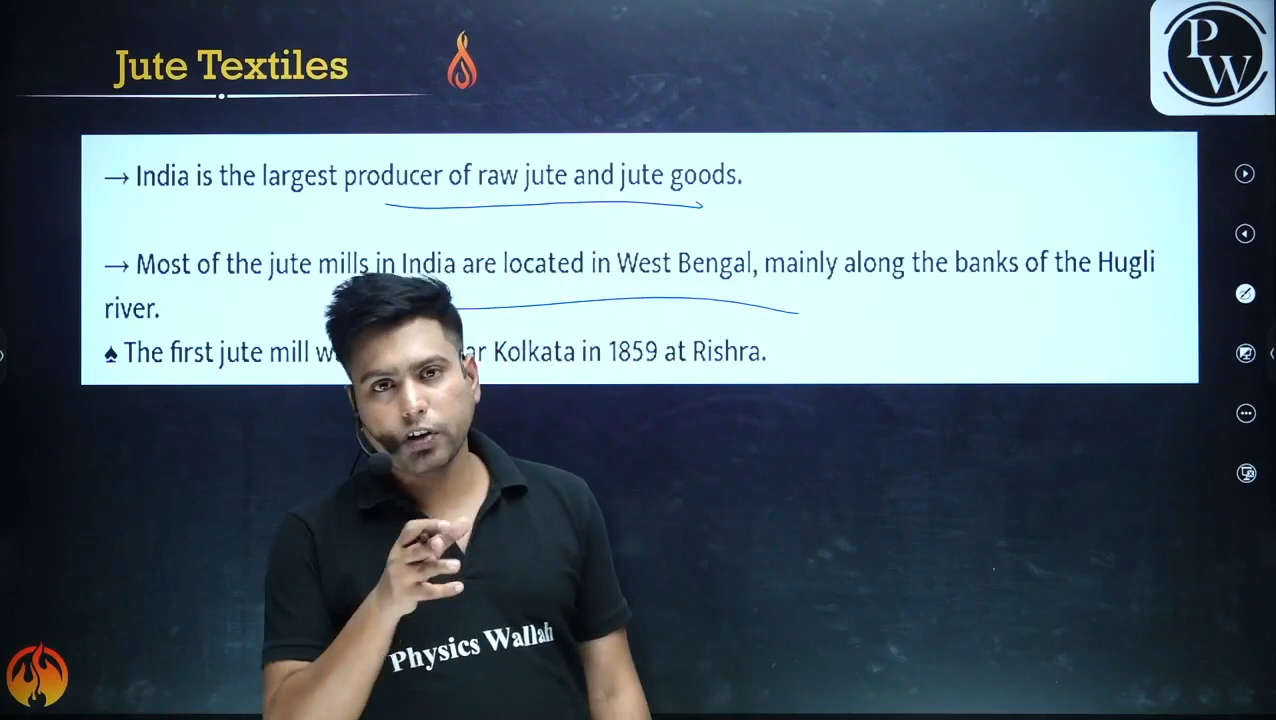 Jute Textiles
P
W
→ India is the largest producer of raw jute and jute goods.
→ Most of the jute mills in India are located in West Bengal, mainly along the banks of the Hugli
river.
♠ The first jute mill Kolkata in 1859 at Rishra.
Physics Wallah